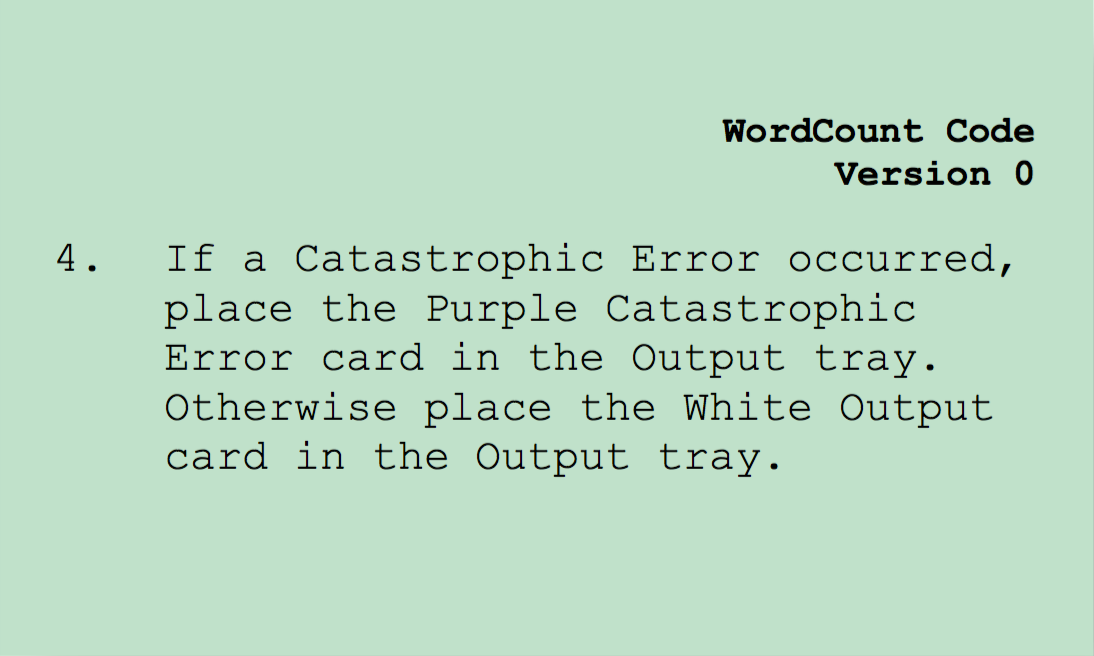 WordCount Code
Version 0
4. If a Catastrophic Error occurred,
place the Purple Catastrophic
Error card in the Output tray.
Otherwise place the White Output
card in the Output tray.